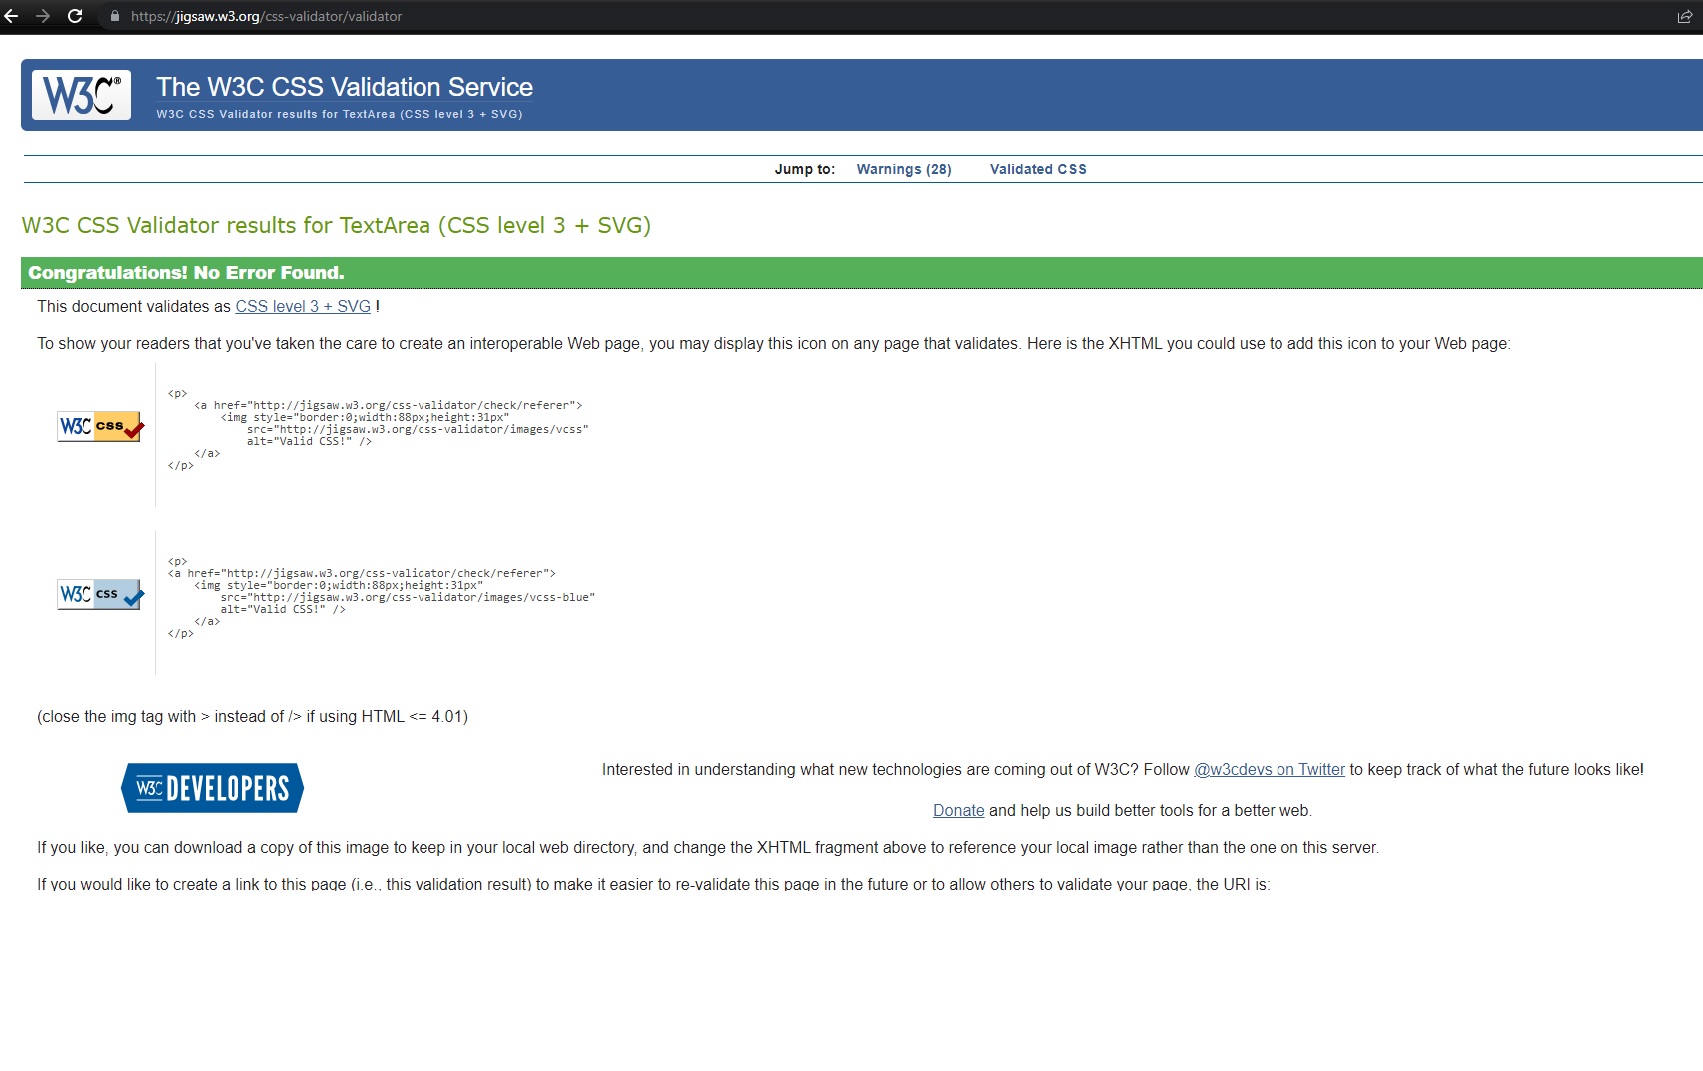 https://jigsaw.w3.org/css-validator/validator
W3C®
The W3C CSS Validation Service
W3C CSS Validator results for TextArea (CSS level 3 + SVG)
Jump to: Warnings (28) Validated CSS
W3C CSS Validator results for TextArea (CSS level 3 + SVG)
Congratulations! No Error Found.
This document validates as CSS level 3 + SVG !
To show your readers that you've taken the care to create an interoperable Web page, you may display this icon on any page that validates. Here is the XHTML you could use to add this icon to your Web page:
W3C css
<p>
<a href="http://jigsaw.w3.org/css-validator/check/referer">
<img style="border:0;width:88px;height:31px"
src="http://jigsaw.w3.org/css-validator/images/vcss"
alt="Valid CSS!" />
</a>
</p>
W3C css
<p>
<a href="http://jigsaw.w3.org/css-valicator/check/referer">
<img style="border:0;width:88px;height:31px"
src="http://jigsaw.w3.org/css-validator/images/vcss-blue"
alt="Valid CSS!" />
</a>
</p>
(close the img tag with > instead of /> if using HTML <= 4.01)
W3C DEVELOPERS
Interested in understanding what new technologies are coming out of W3C? Follow @w3cdevs on Twitter to keep track of what the future looks like!
Donate and help us build better tools for a better web.
If you like, you can download a copy of this image to keep in your local web directory, and change the XHTML fragment above to reference your local image rather than the one on this server.
If you would like to create a link to this page (i.e., this validation result) to make it easier to re-validate this page in the future or to allow others to validate your page, the URI is: